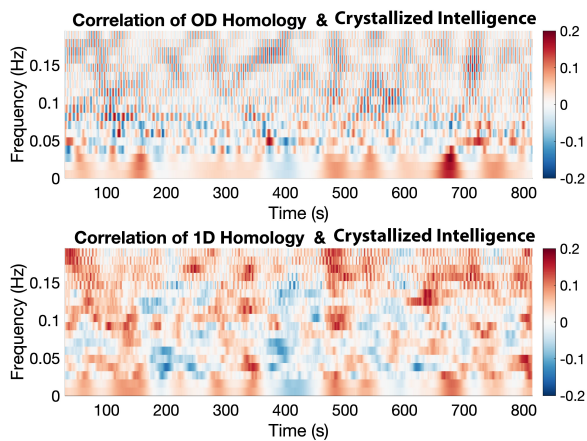 Correlation of OD Homology & Crystallized Intelligence
Frequency (Hz)
0.15
0.1
0.05
0
100 200 300 400 500 600 700 800
Time (s)
0.2
0.1
0
-0.1
-0.2
Correlation of 1D Homology & Crystallized Intelligence
Frequency (Hz)
0.15
0.1
0.05
0
100 200 300 400 500 600 700 800
Time (s)
0.2
0.1
0
-0.1
-0.2